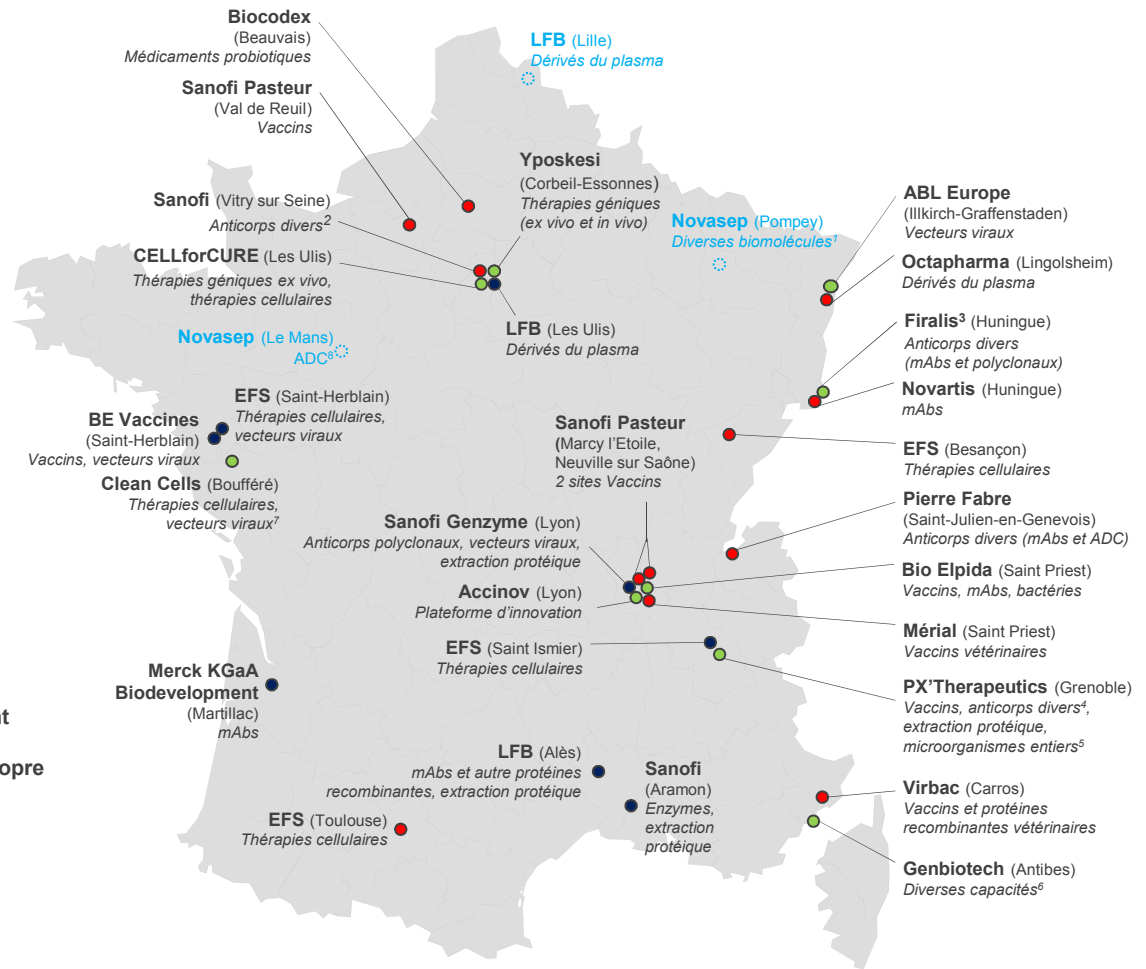 Biocodex
(Beauvais)
Médicaments probiotiques
LFB (Lille)
Dérivés du plasma
Sanofi Pasteur
(Val de Reuil)
Vaccins
Yposkesi
(Corbeil-Essonnes)
Thérapies géniques
(ex vivo et in vivo)
Sanofi (Vitry sur Seine)
Anticorps divers2
CELLforCURE (Les Ulis)
Thérapies géniques ex vivo,
thérapies cellulaires
Novasep (Pompey)
Diverses biomolécules1
ABL Europe
(Illkirch-Graffenstaden)
Vecteurs viraux
Octapharma (Lingolsheim)
Dérivés du plasma
LFB (Les Ulis)
Dérivés du plasma
Novasep (Le Mans)
ADC8
Firalis3 (Huningue)
Anticorps divers
(mAbs et polyclonaux)
Novartis (Huningue)
mAbs
EFS (Saint-Herblain)
Thérapies cellulaires,
vecteurs viraux
BE Vaccines
(Saint-Herblain)
Vaccins, vecteurs viraux
Clean Cells (Boufféré)
Thérapies cellulaires,
vecteurs viraux7
Sanofi Pasteur
(Marcy l'Etoile,
Neuville sur Saône)
2 sites Vaccins
EFS (Besançon)
Thérapies cellulaires
Pierre Fabre
(Saint-Julien-en-Genevois)
Anticorps divers (mAbs et ADC)
Sanofi Genzyme (Lyon)
Anticorps polyclonaux, vecteurs viraux,
extraction protéique
Bio Elpida (Saint Priest)
Vaccins, mAbs, bactéries
Accinov (Lyon)
Plateforme d'innovation
Mérial (Saint Priest)
Vaccins vétérinaires
EFS (Saint Ismier)
Thérapies cellulaires
PX'Therapeutics (Grenoble)
Vaccins, anticorps divers4,
extraction protéique,
microorganismes entiers5
Merck KGaA
Biodevelopment
(Martillac)
mAbs
nt
opre
LFB (Alès)
mAbs et autre protéines
recombinantes, extraction protéique
Sanofi
(Aramon)
Enzymes,
extraction
protéique
Virbac (Carros)
Vaccins et protéines
recombinantes vétérinaires
EFS (Toulouse)
Thérapies cellulaires
Genbiotech (Antibes)
Diverses capacités6